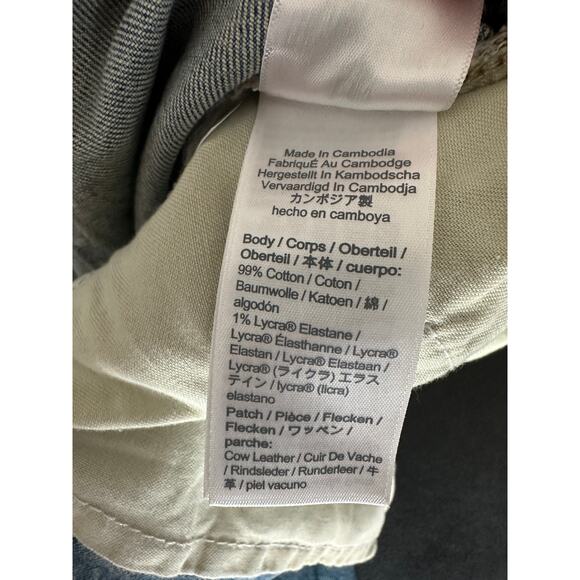 Made In Cambodia
FabriquÉ Au Cambodge
Hergestellt In Kambodscha
Vervaardigd In Cambodja
カンボジア製
hecho en camboya
Body / Corps / Oberteil /
Oberteil / 本体 / cuerpo:
99% Cotton / Coton /
Baumwolle / Katoen / 綿 /
algodón
1% Lycra® Elastane /
Lycra® Élasthanne / Lycra®
Elastan / Lycra® Elastaan /
Lycra® (ライクラ) エラス
テイン / lycra® (licra)
elastano
Patch / Pièce / Flecken /
Flecken / ワッペン /
parche:
Cow Leather / Cuir De Vache
/ Rindsleder / Runderleer / 牛
革 / piel vacuno